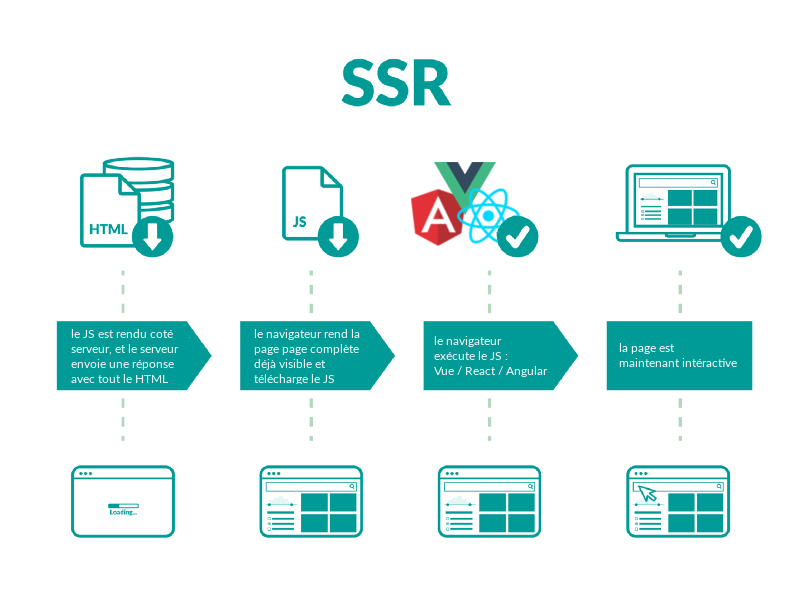 SSR
HTML
JS
le JS est rendu coté
serveur, et le serveur
envoie une réponse
avec tout le HTML
le navigateur rend la
page page complète
déjà visible et
télécharge le JS
le navigateur
exécute le JS :
Vue / React / Angular
la page est
maintenant intéractive
Loading...